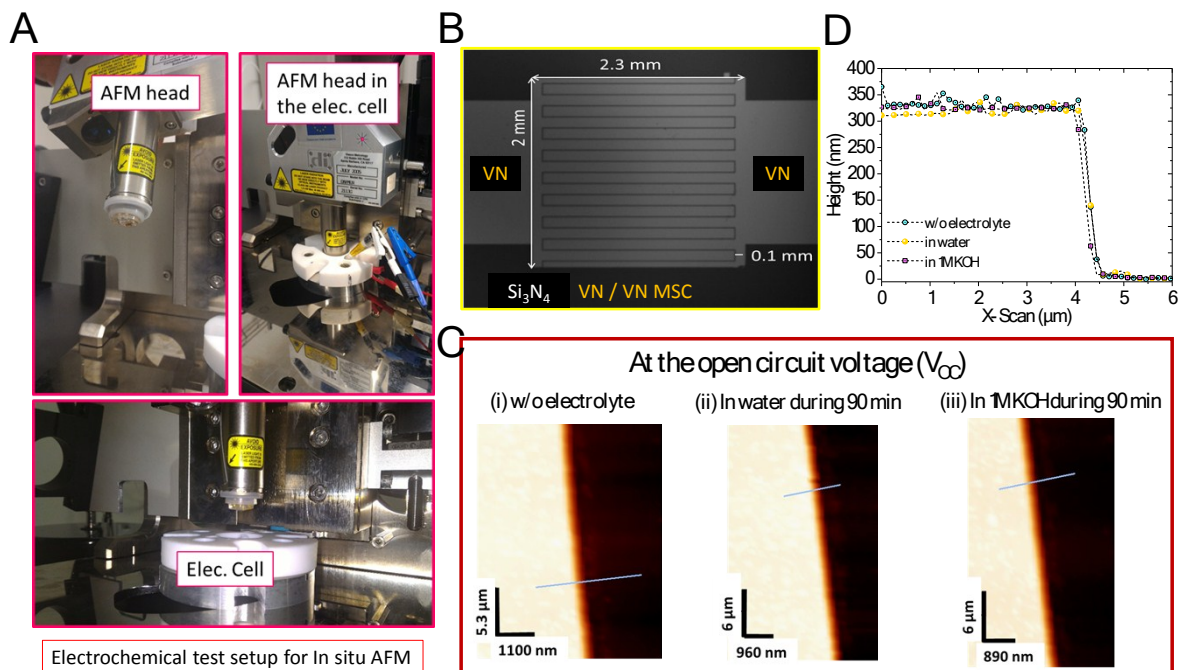 A
AFM head
AFM head in
the elec. cell
AVOID
EXPOSURE
Elec. Cell
Electrochemical test setup for In situ AFM
B
2.3 mm
2 mm
VN
VN
0.1 mm
Si₃N₄
VN / VN MSC
D
400
350
300
250
200
150
100
50
0
Height (nm)
w/o electrolyte
in water
in 1M KOH
0 1 2 3 4 5 6
X- Scan (µm)
C
At the open circuit voltage (V_OC)
(i) w/o electrolyte
(ii) In water during 90 min
(iii) In 1M KOH during 90 min
5.3 µm
1100 nm
6 µm
960 nm
6 µm
890 nm